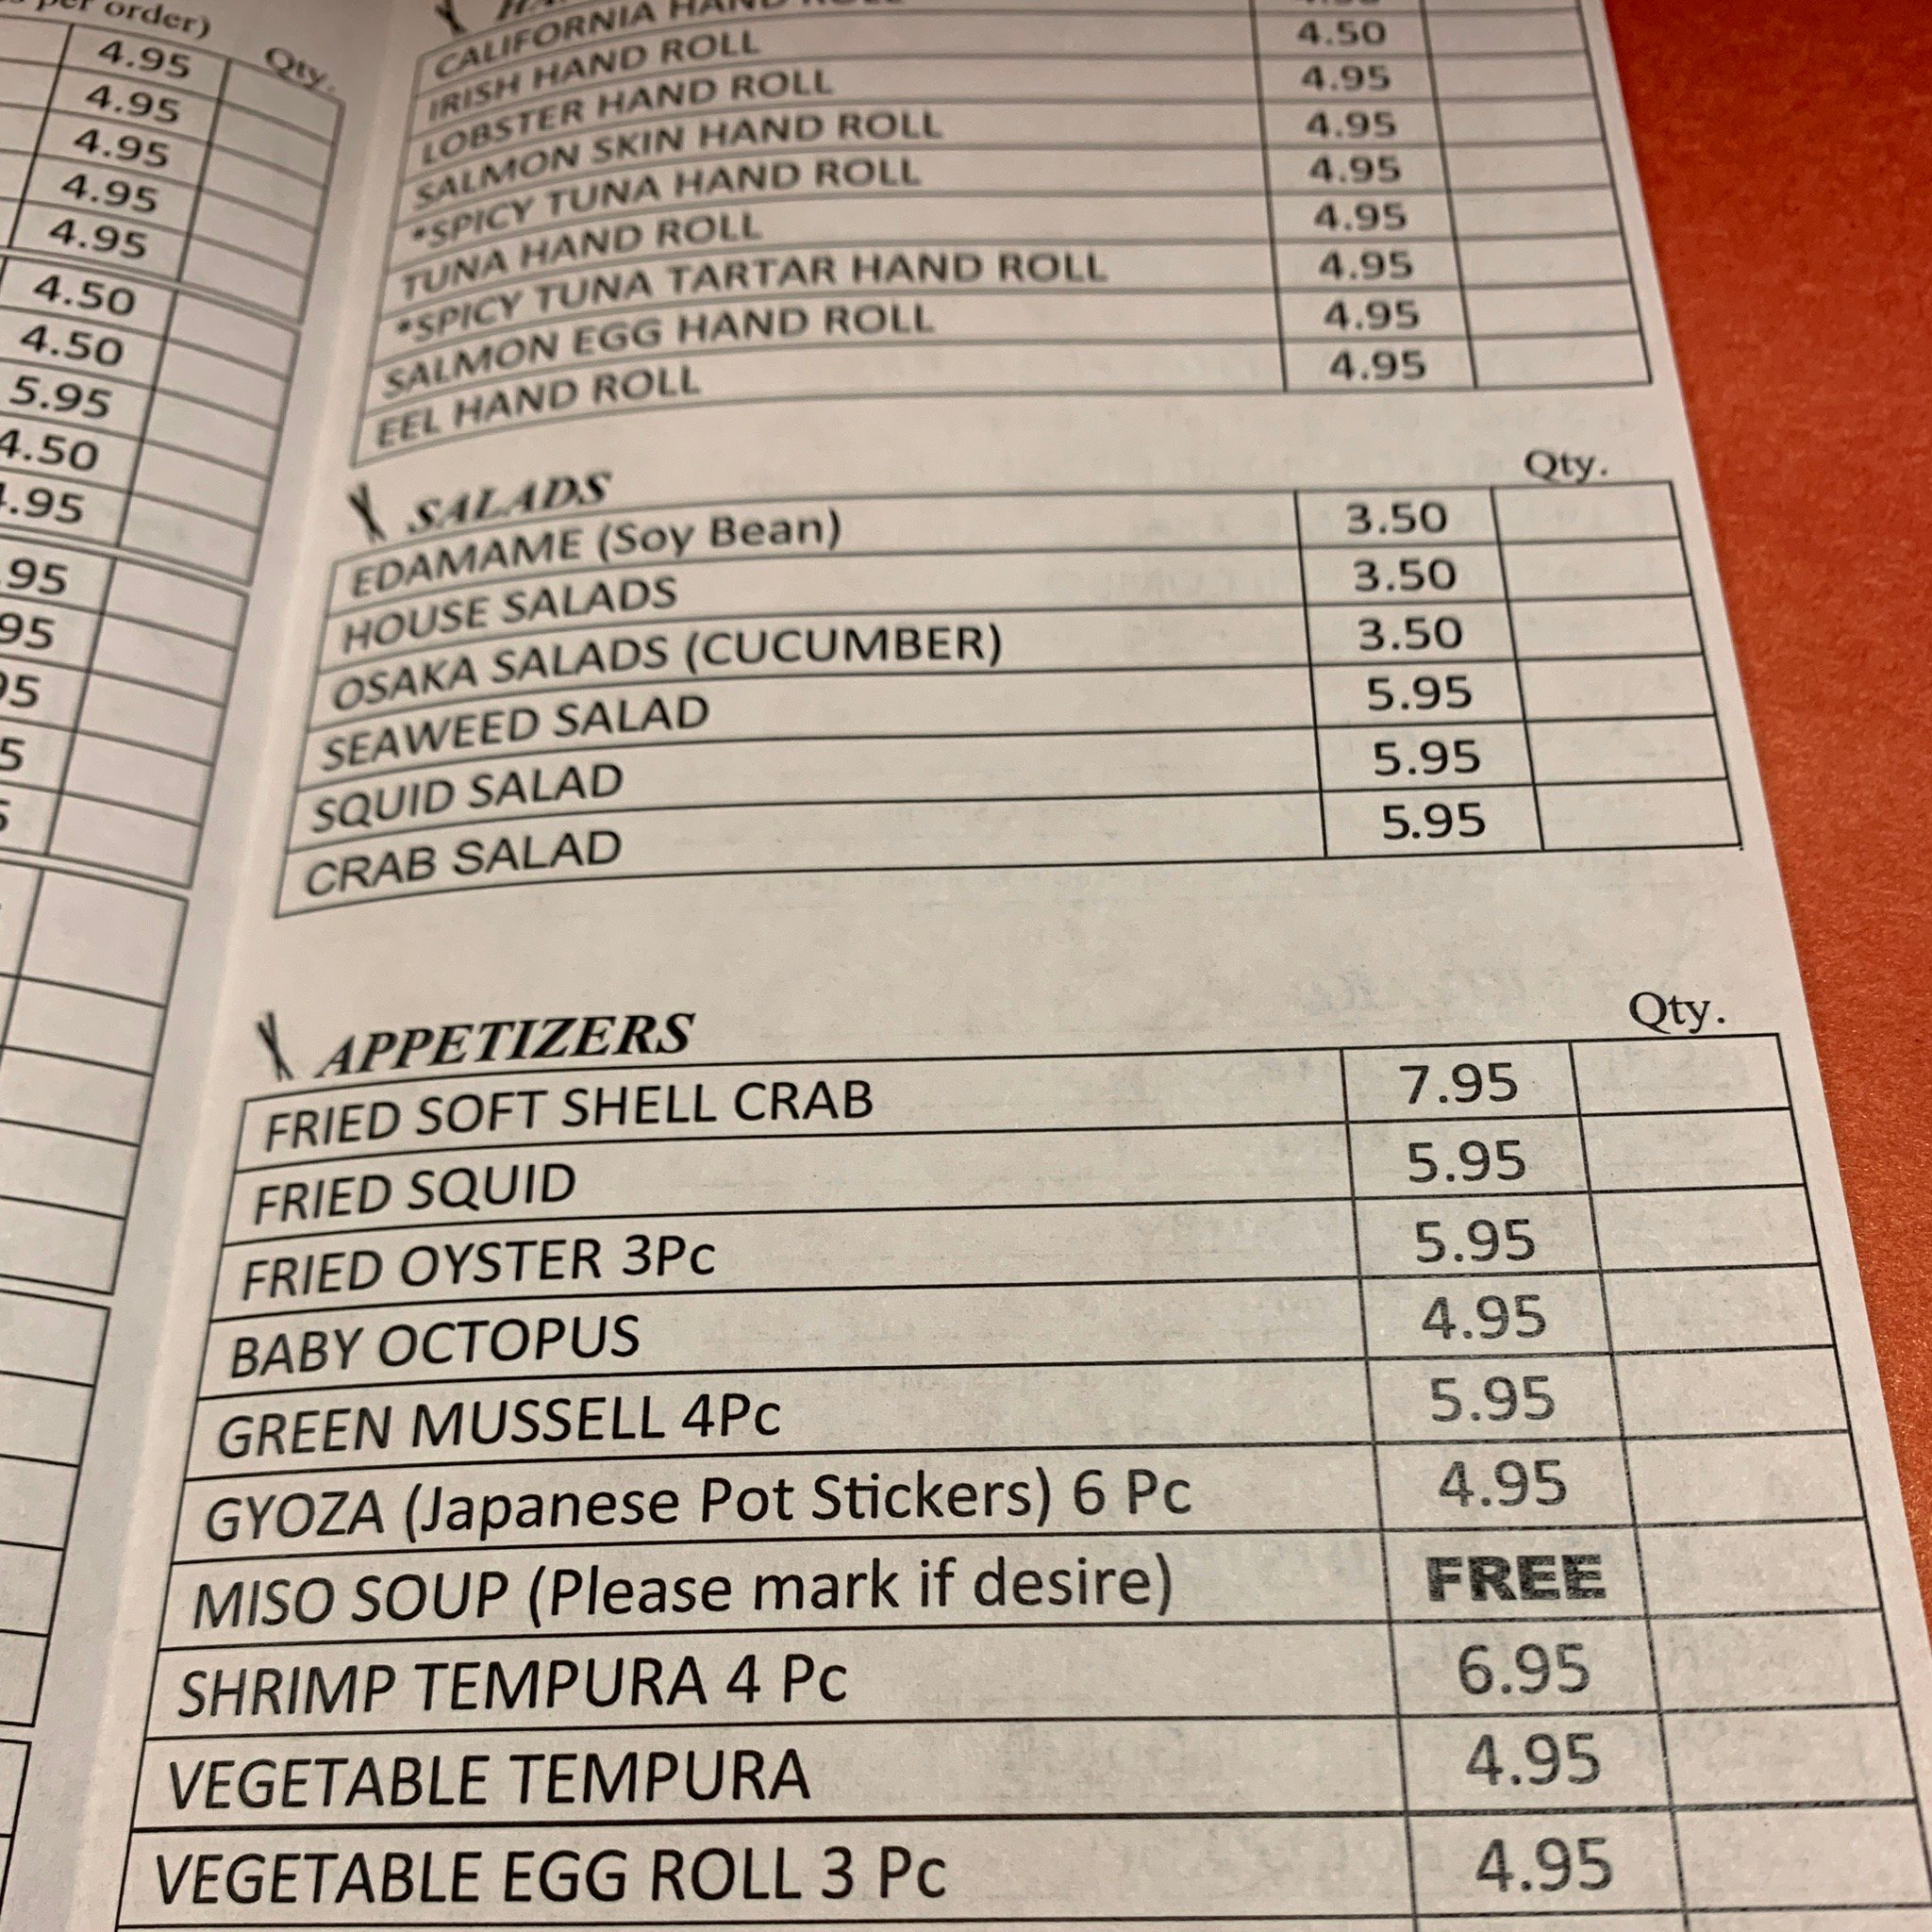 per order)
Qty.
4.95
4.95
4.95
4.95
4.95
4.50
4.50
5.95
4.50
.95
.95
95
95
5
CALIFORNIA HAND ROLL
IRISH HAND ROLL 4.50
LOBSTER HAND ROLL 4.95
SALMON SKIN HAND ROLL 4.95
*SPICY TUNA HAND ROLL 4.95
TUNA HAND ROLL 4.95
*SPICY TUNA TARTAR HAND ROLL 4.95
SALMON EGG HAND ROLL 4.95
EEL HAND ROLL 4.95
SALADS Qty.
EDAMAME (Soy Bean) 3.50
HOUSE SALADS 3.50
OSAKA SALADS (CUCUMBER) 3.50
SEAWEED SALAD 5.95
SQUID SALAD 5.95
CRAB SALAD 5.95
APPETIZERS Qty.
FRIED SOFT SHELL CRAB 7.95
FRIED SQUID 5.95
FRIED OYSTER 3Pc 5.95
BABY OCTOPUS 4.95
GREEN MUSSELL 4Pc 5.95
GYOZA (Japanese Pot Stickers) 6 Pc 4.95
MISO SOUP (Please mark if desire) FREE
SHRIMP TEMPURA 4 Pc 6.95
VEGETABLE TEMPURA 4.95
VEGETABLE EGG ROLL 3 Pc 4.95